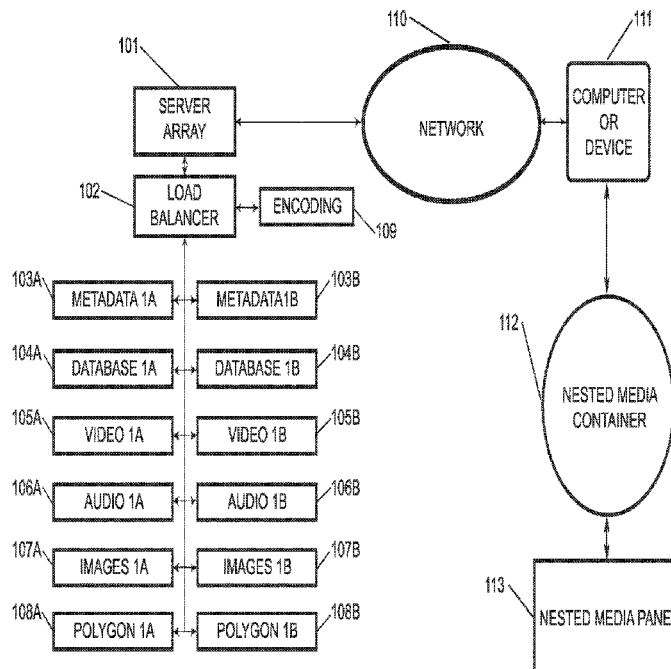 110
111
101
SERVER
ARRAY
NETWORK
COMPUTER
OR
DEVICE
102
LOAD
BALANCER
ENCODING
109
103A
METADATA 1A
METADATA1B
103B
104A
DATABASE 1A
DATABASE 1B
104B
105A
VIDEO 1A
VIDEO 1B
105B
106A
AUDIO 1A
AUDIO 1B
106B
107A
IMAGES 1A
IMAGES 1B
107B
108A
POLYGON 1A
POLYGON 1B
108B
112
NESTED MEDIA
CONTAINER
113
NESTED MEDIA PANEL